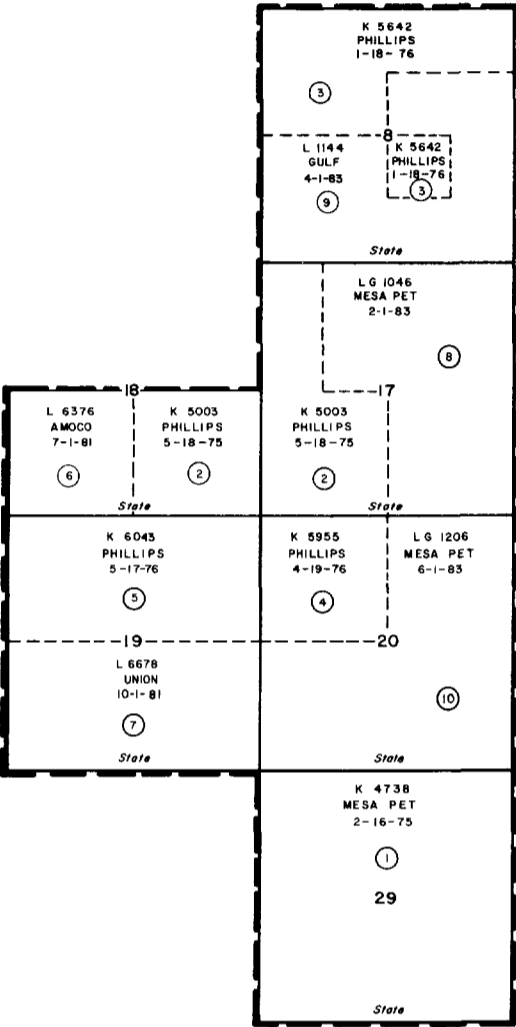 K 5642
PHILLIPS
1-18-76
3
8
L 1144
GULF
4-1-83
9
K 5642
PHILLIPS
1-18-76
3
State
LG 1046
MESA PET
2-1-83
8
17
K 5003
PHILLIPS
5-18-75
2
State
18
L 6376
AMOCO
7-1-81
6
K 5003
PHILLIPS
5-18-75
2
State
K 6043
PHILLIPS
5-17-76
5
19
L 6678
UNION
10-1-81
7
State
K 5955
PHILLIPS
4-19-76
4
LG 1206
MESA PET
6-1-83
20
10
State
K 4738
MESA PET
2-16-75
1
29
State